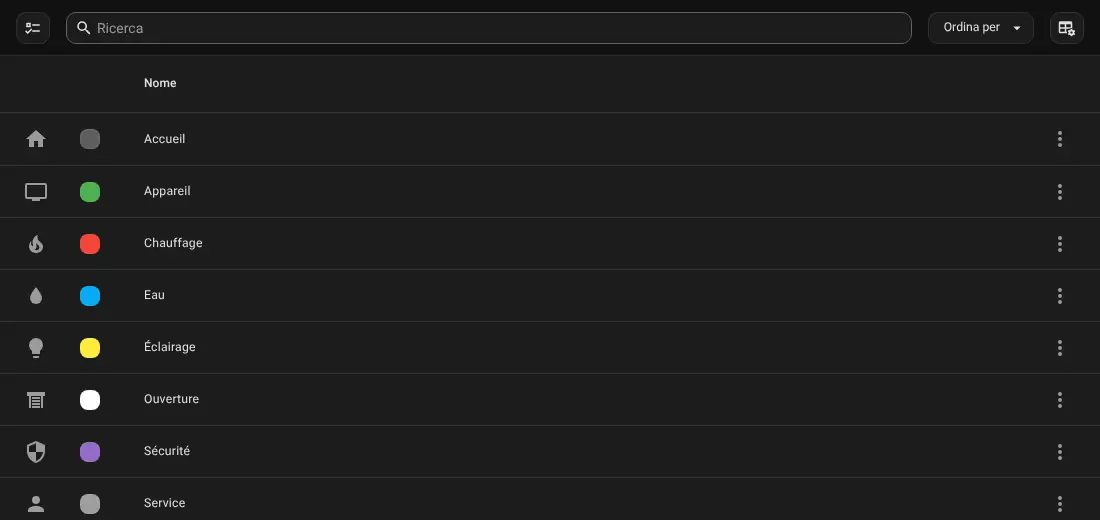 Ricerca
Ordina per
Nome
Accueil
Appareil
Chauffage
Eau
Éclairage
Ouverture
Sécurité
Service